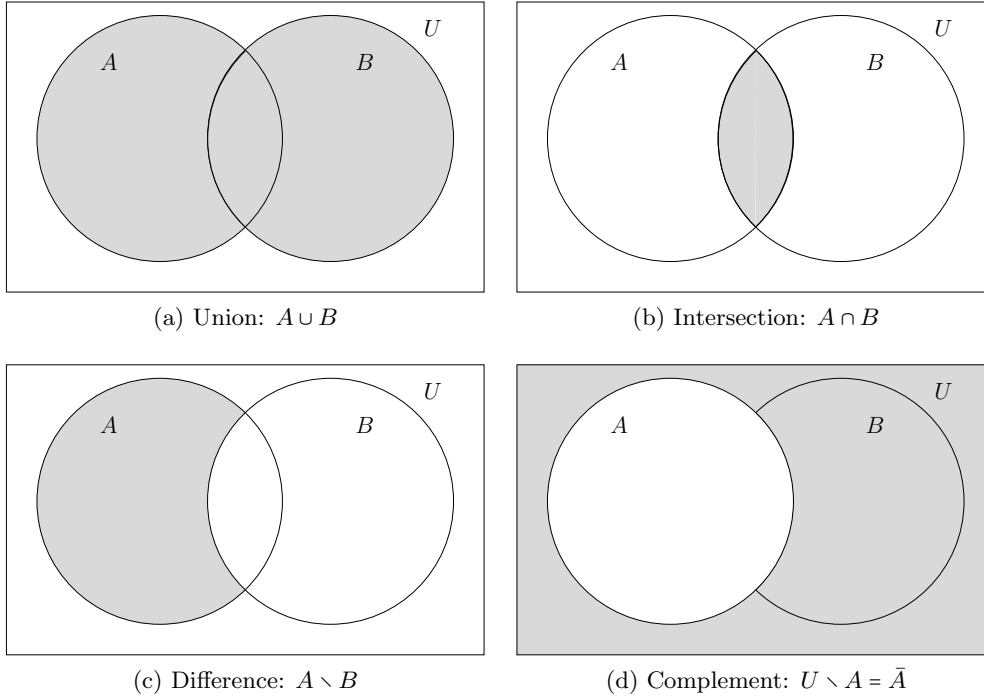 U
A B
(a) Union: A ∪ B
U
A B
(b) Intersection: A ∩ B
U
A B
(c) Difference: A ∖ B
U
A B
(d) Complement: U ∖ A = Ā